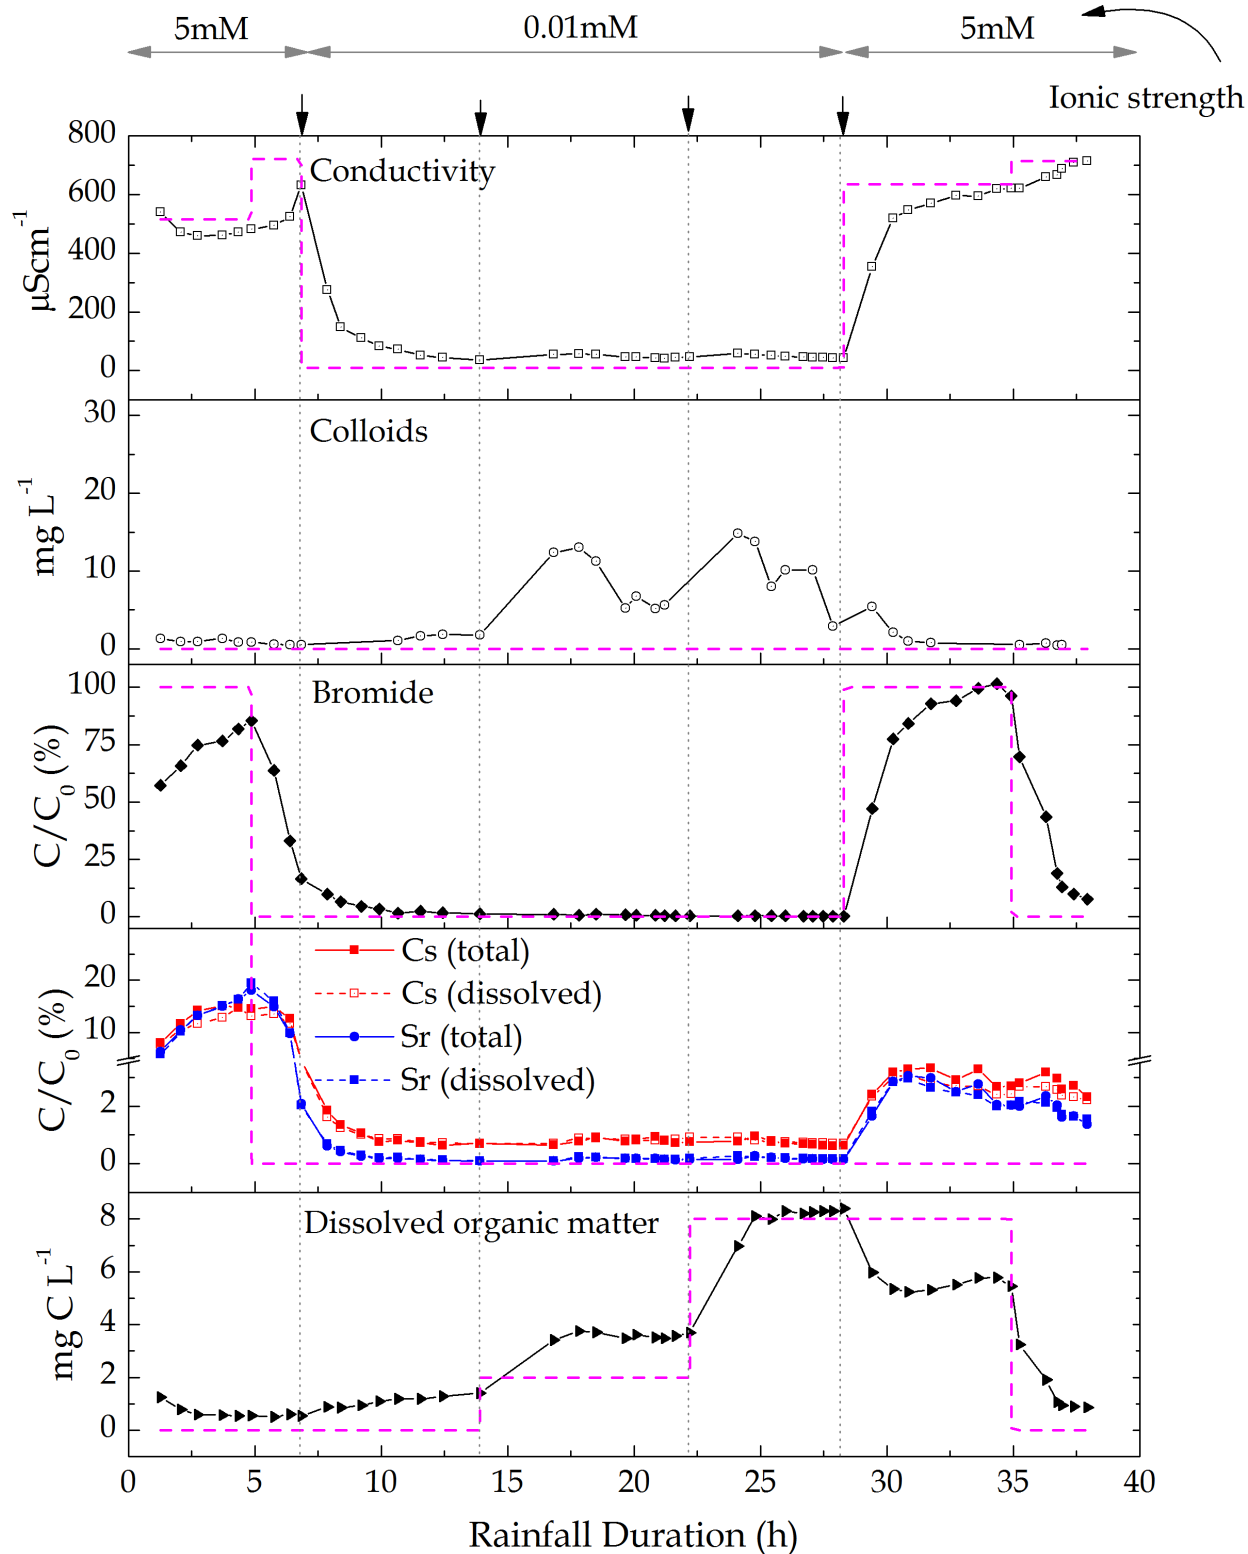 5mM 0.01mM 5mM
Ionic strength
800
600
400
200
0
μScm⁻¹
Conductivity
30
20
10
0
mg L⁻¹
Colloids
100
75
50
25
0
C/C₀ (%)
Bromide
20
10
2
0
C/C₀ (%)
Cs (total)
Cs (dissolved)
Sr (total)
Sr (dissolved)
8
6
4
2
0
mg C L⁻¹
Dissolved organic matter
0 5 10 15 20 25 30 35 40
Rainfall Duration (h)